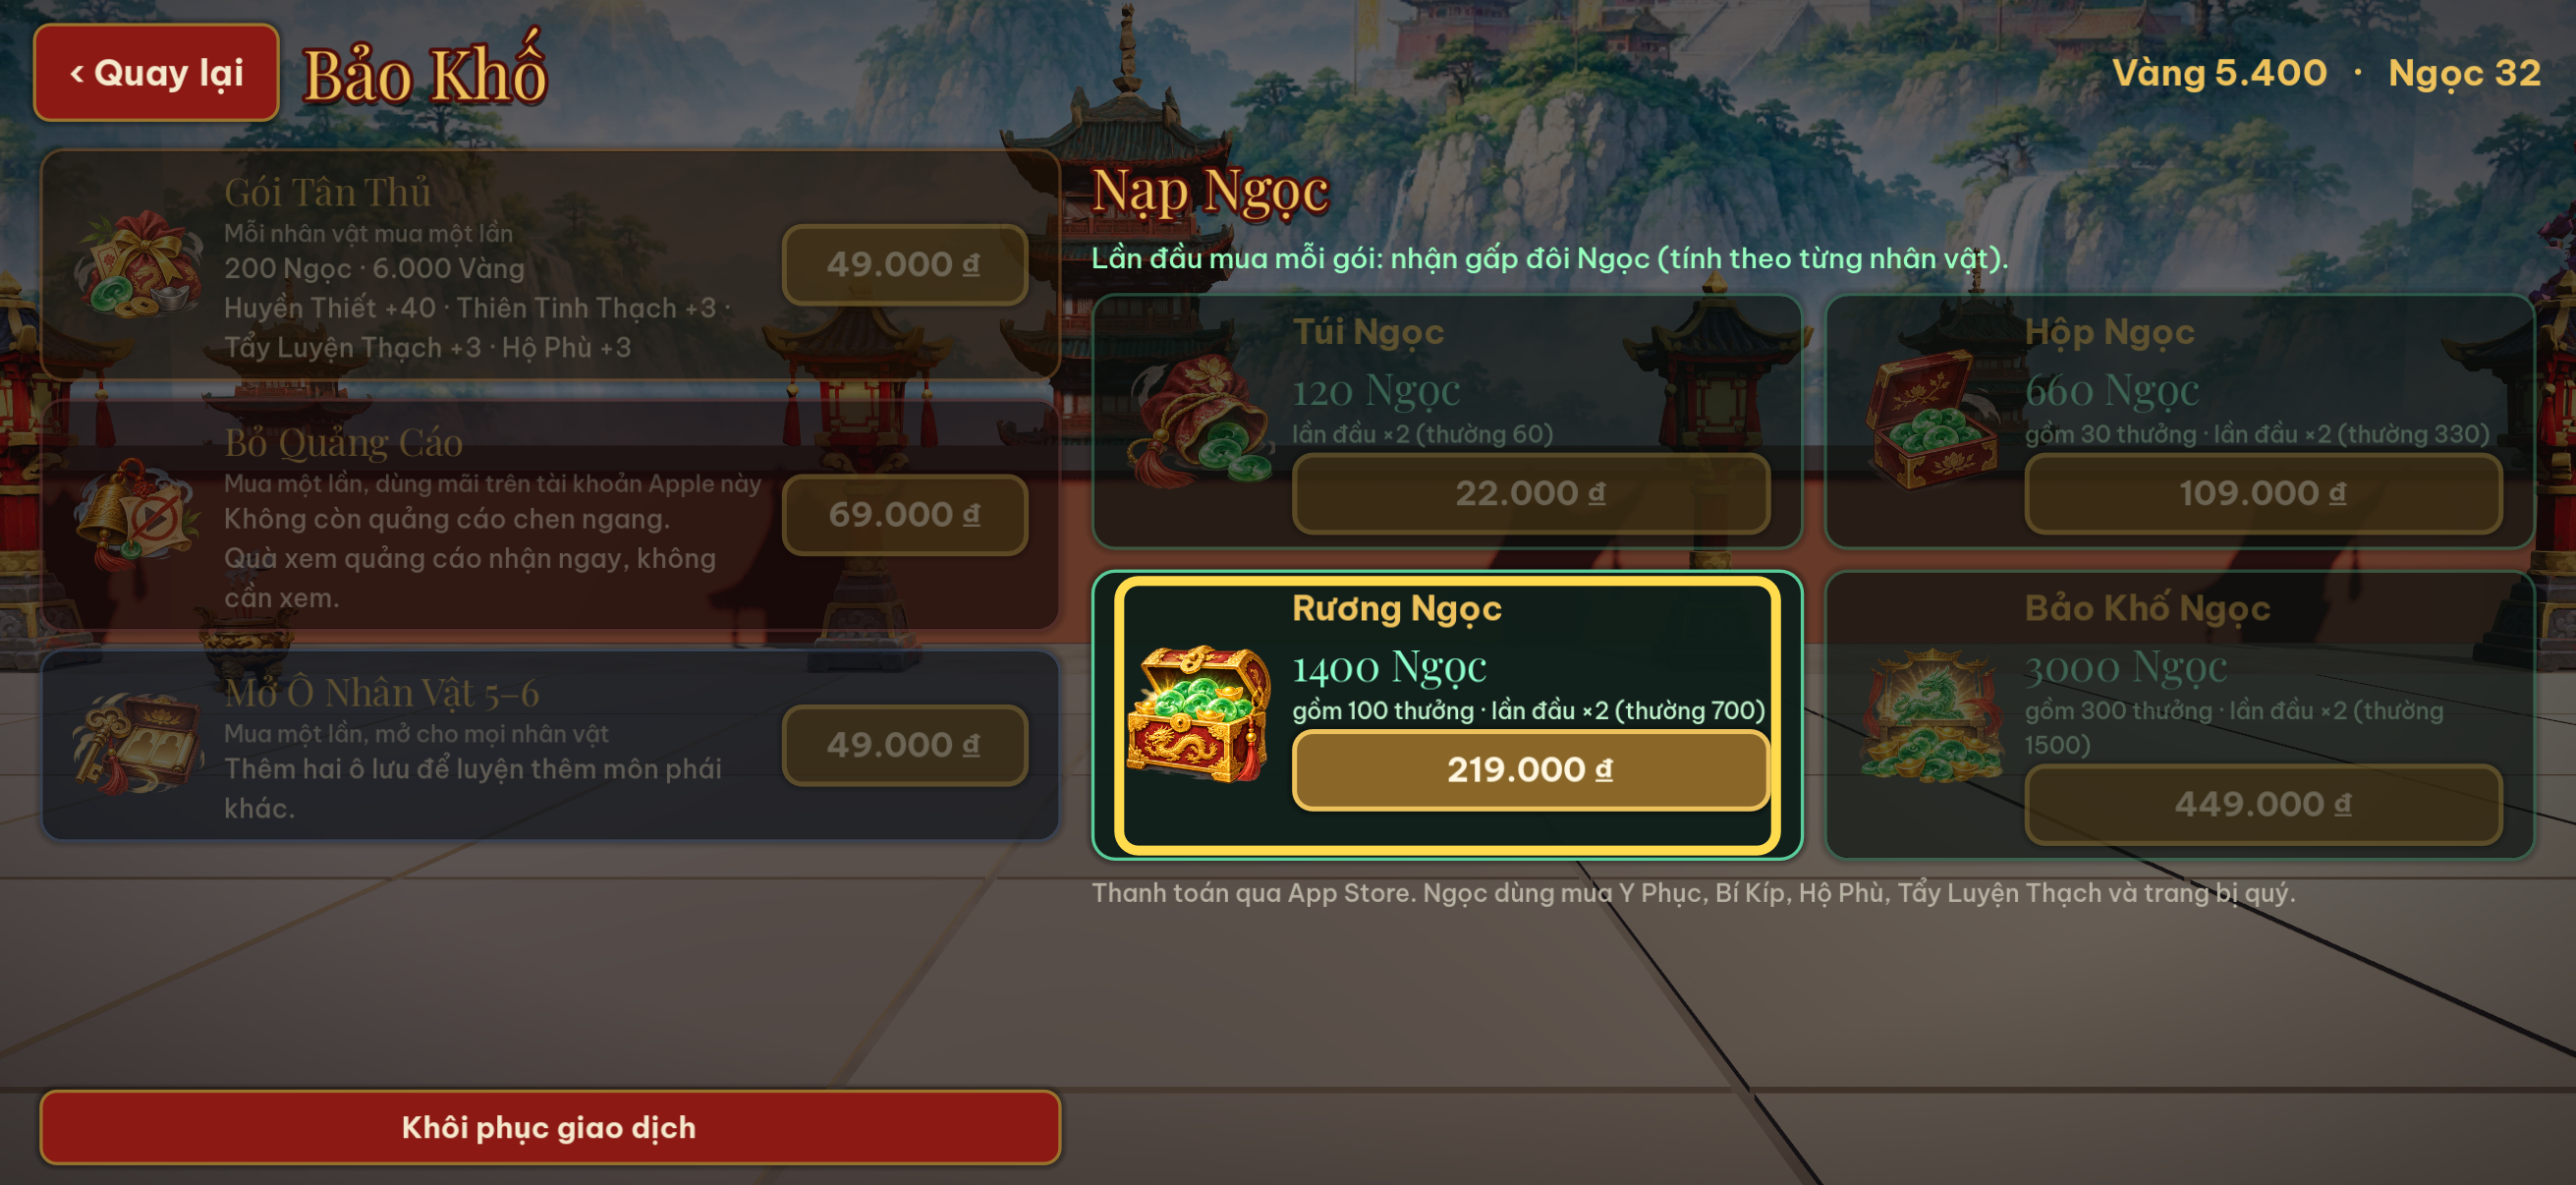 ‹ Quay lại
Bảo Khố
Vàng 5.400 · Ngọc 32
Gói Tân Thủ
Mỗi nhân vật mua một lần
200 Ngọc · 6.000 Vàng
Huyền Thiết +40 · Thiên Tinh Thạch +3 ·
Tẩy Luyện Thạch +3 · Hộ Phù +3
49.000 ₫
Bỏ Quảng Cáo
Mua một lần, dùng mãi trên tài khoản Apple này
Không còn quảng cáo chen ngang.
Quà xem quảng cáo nhận ngay, không
cần xem.
69.000 ₫
Mở Ô Nhân Vật 5–6
Mua một lần, mở cho mọi nhân vật
Thêm hai ô lưu để luyện thêm môn phái
khác.
49.000 ₫
Nạp Ngọc
Lần đầu mua mỗi gói: nhận gấp đôi Ngọc (tính theo từng nhân vật).
Túi Ngọc
120 Ngọc
lần đầu ×2 (thường 60)
22.000 ₫
Hộp Ngọc
660 Ngọc
gồm 30 thưởng · lần đầu ×2 (thường 330)
109.000 ₫
Rương Ngọc
1400 Ngọc
gồm 100 thưởng · lần đầu ×2 (thường 700)
219.000 ₫
Bảo Khố Ngọc
3000 Ngọc
gồm 300 thưởng · lần đầu ×2 (thường
1500)
449.000 ₫
Thanh toán qua App Store. Ngọc dùng mua Y Phục, Bí Kíp, Hộ Phù, Tẩy Luyện Thạch và trang bị quý.
Khôi phục giao dịch